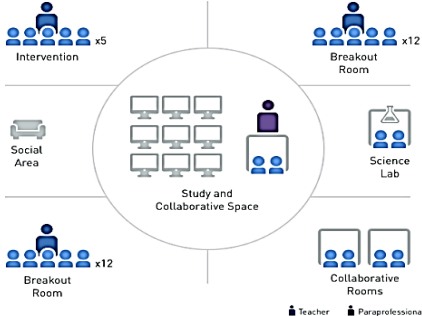 x5
Intervention
x12
Breakout
Room
Social
Area
Science
Lab
Study and
Collaborative Space
x12
Breakout
Room
Collaborative
Rooms
Teacher
Paraprofessiona